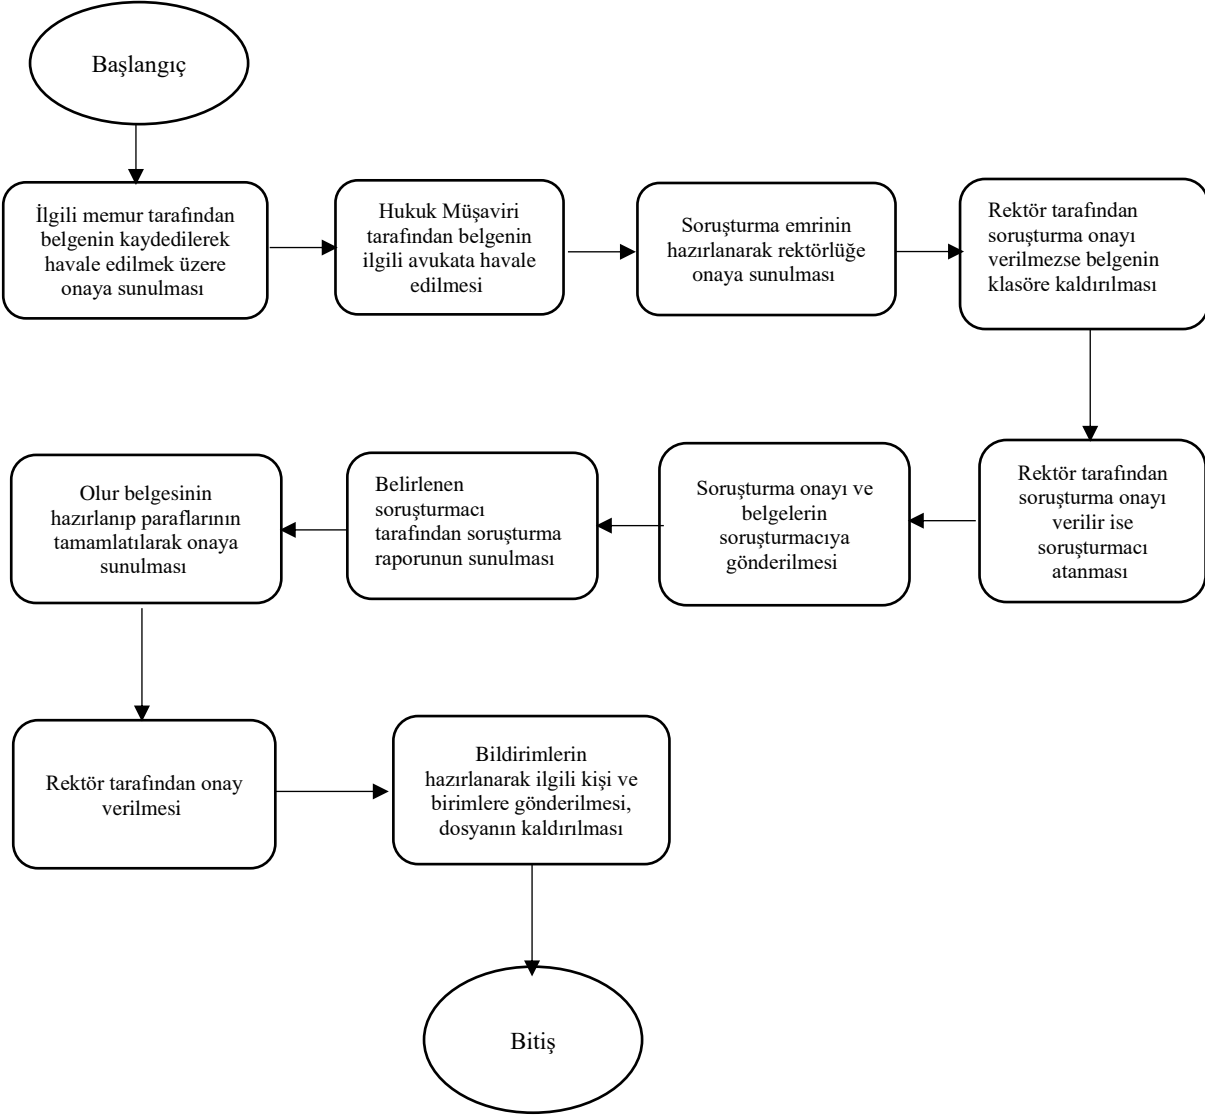 Başlangıç
İlgili memur tarafından
belgenin kaydedilerek
havale edilmek üzere
onaya sunulması
Hukuk Müşaviri
tarafından belgenin
ilgili avukata havale
edilmesi
Soruşturma emrinin
hazırlanarak rektörlüğe
onaya sunulması
Rektör tarafından
soruşturma onayı
verilmezse belgenin
klasöre kaldırılması
Rektör tarafından
soruşturma onayı
verilir ise
soruşturmacı
atanması
Soruşturma onayı ve
belgelerin
soruşturmacıya
gönderilmesi
Belirlenen
soruşturmacı
tarafından soruşturma
raporunun sunulması
Olur belgesinin
hazırlanıp paraflarının
tamamlatılarak onaya
sunulması
Rektör tarafından onay
verilmesi
Bildirimlerin
hazırlanarak ilgili kişi ve
birimlere gönderilmesi,
dosyanın kaldırılması
Bitiş